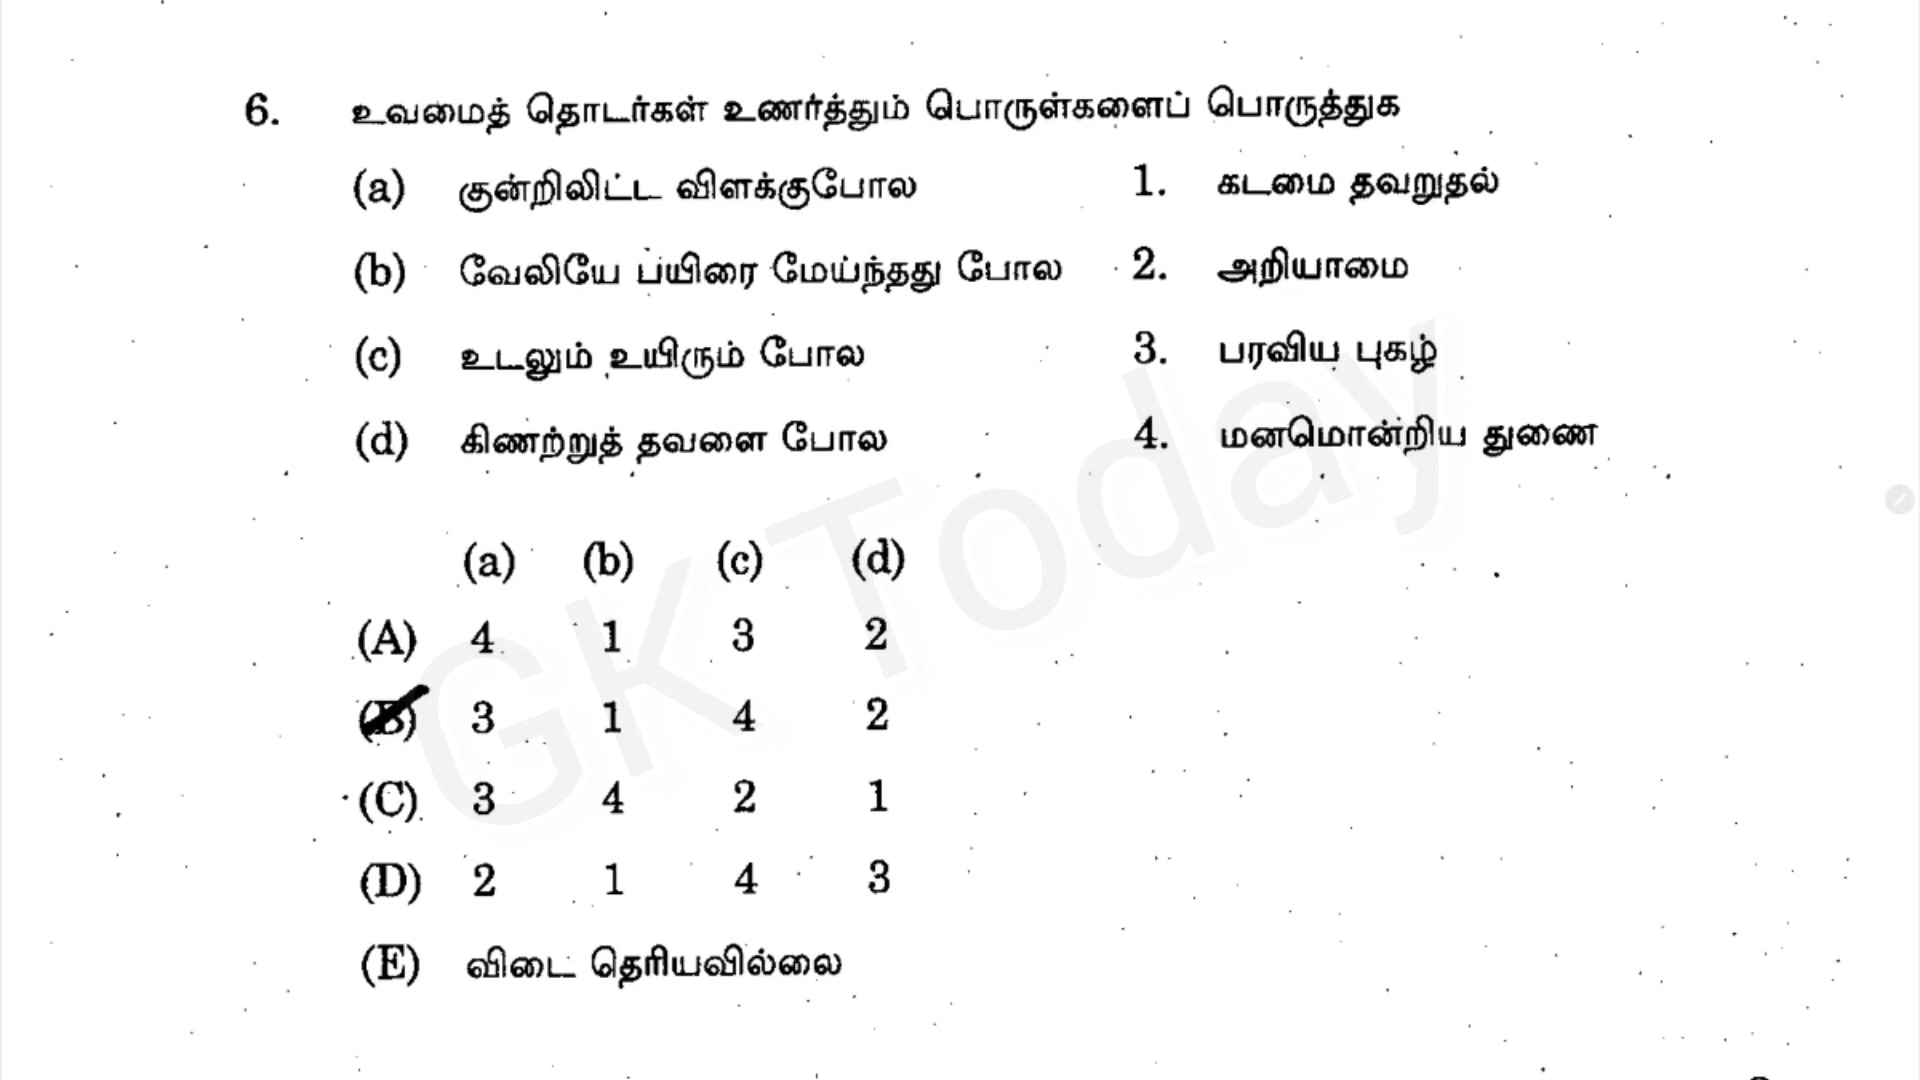 6. உவமைத் தொடர்கள் உணர்த்தும் பொருள்களைப் பொருத்துக
(a) குன்றிலிட்ட விளக்குபோல 1. கடமை தவறுதல்
(b) வேலியே பயிரை மேய்ந்தது போல 2. அறியாமை
(c) உடலும் உயிரும் போல 3. பரவிய புகழ்
(d) கிணற்றுத் தவளை போல 4. மனமொன்றிய துணை
(a) (b) (c) (d)
(A) 4 1 3 2
(B) 3 1 4 2
(C) 3 4 2 1
(D) 2 1 4 3
(E) விடை தெரியவில்லை
GK Today